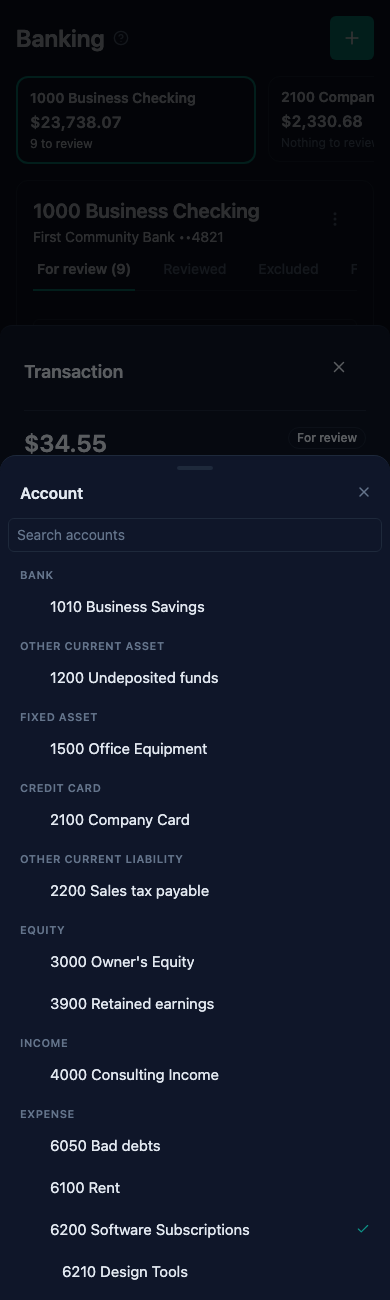 Banking
1000 Business Checking
$23,738.07
9 to review
2100 Compan
$2,330.68
Nothing to review
1000 Business Checking
First Community Bank ••4821
For review (9)
Reviewed
Excluded
F
Transaction
$34.55
For review
Account
Search accounts
BANK
1010 Business Savings
OTHER CURRENT ASSET
1200 Undeposited funds
FIXED ASSET
1500 Office Equipment
CREDIT CARD
2100 Company Card
OTHER CURRENT LIABILITY
2200 Sales tax payable
EQUITY
3000 Owner's Equity
3900 Retained earnings
INCOME
4000 Consulting Income
EXPENSE
6050 Bad debts
6100 Rent
6200 Software Subscriptions
6210 Design Tools